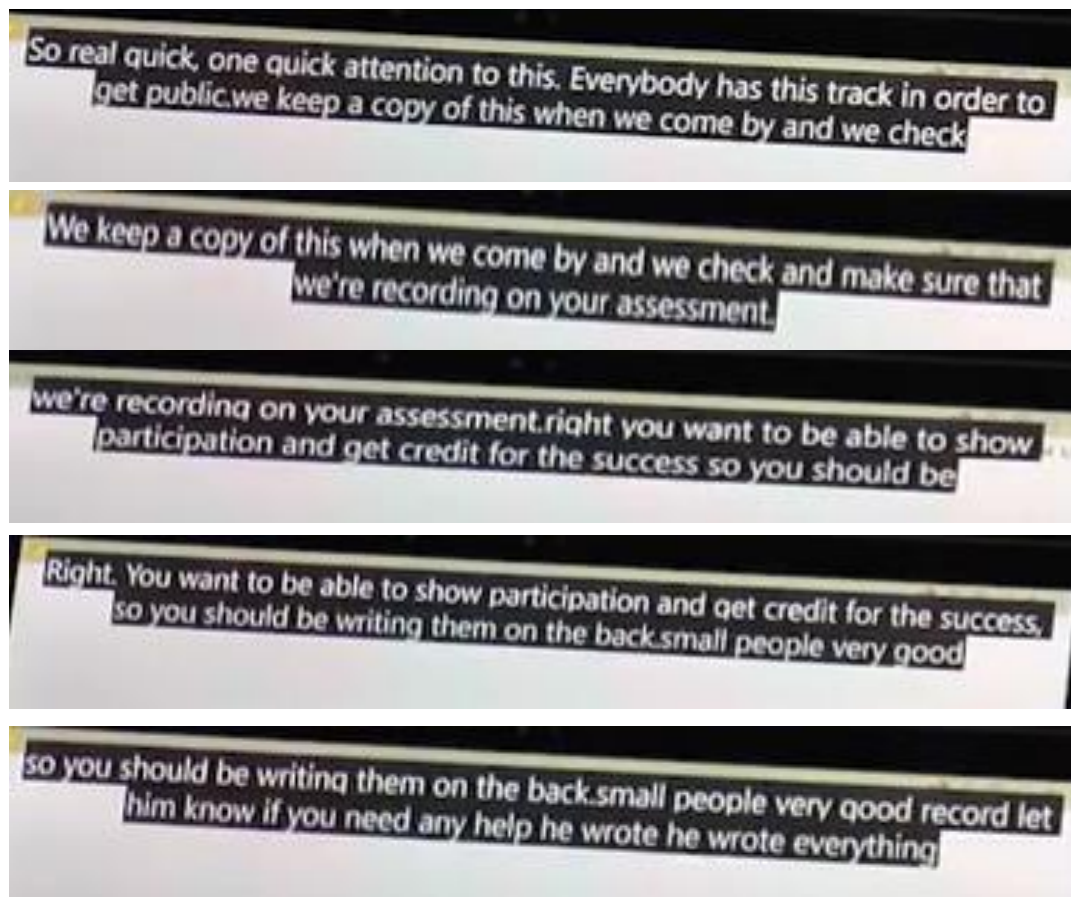 So real quick, one quick attention to this. Everybody has this track in order to
get public.we keep a copy of this when we come by and we check
We keep a copy of this when we come by and we check and make sure that
we're recording on your assessment.
we're recording on your assessment.right you want to be able to show
participation and get credit for the success so you should be
Right. You want to be able to show participation and get credit for the success,
so you should be writing them on the back.small people very good
so you should be writing them on the back.small people very good record let
him know if you need any help he wrote he wrote everything